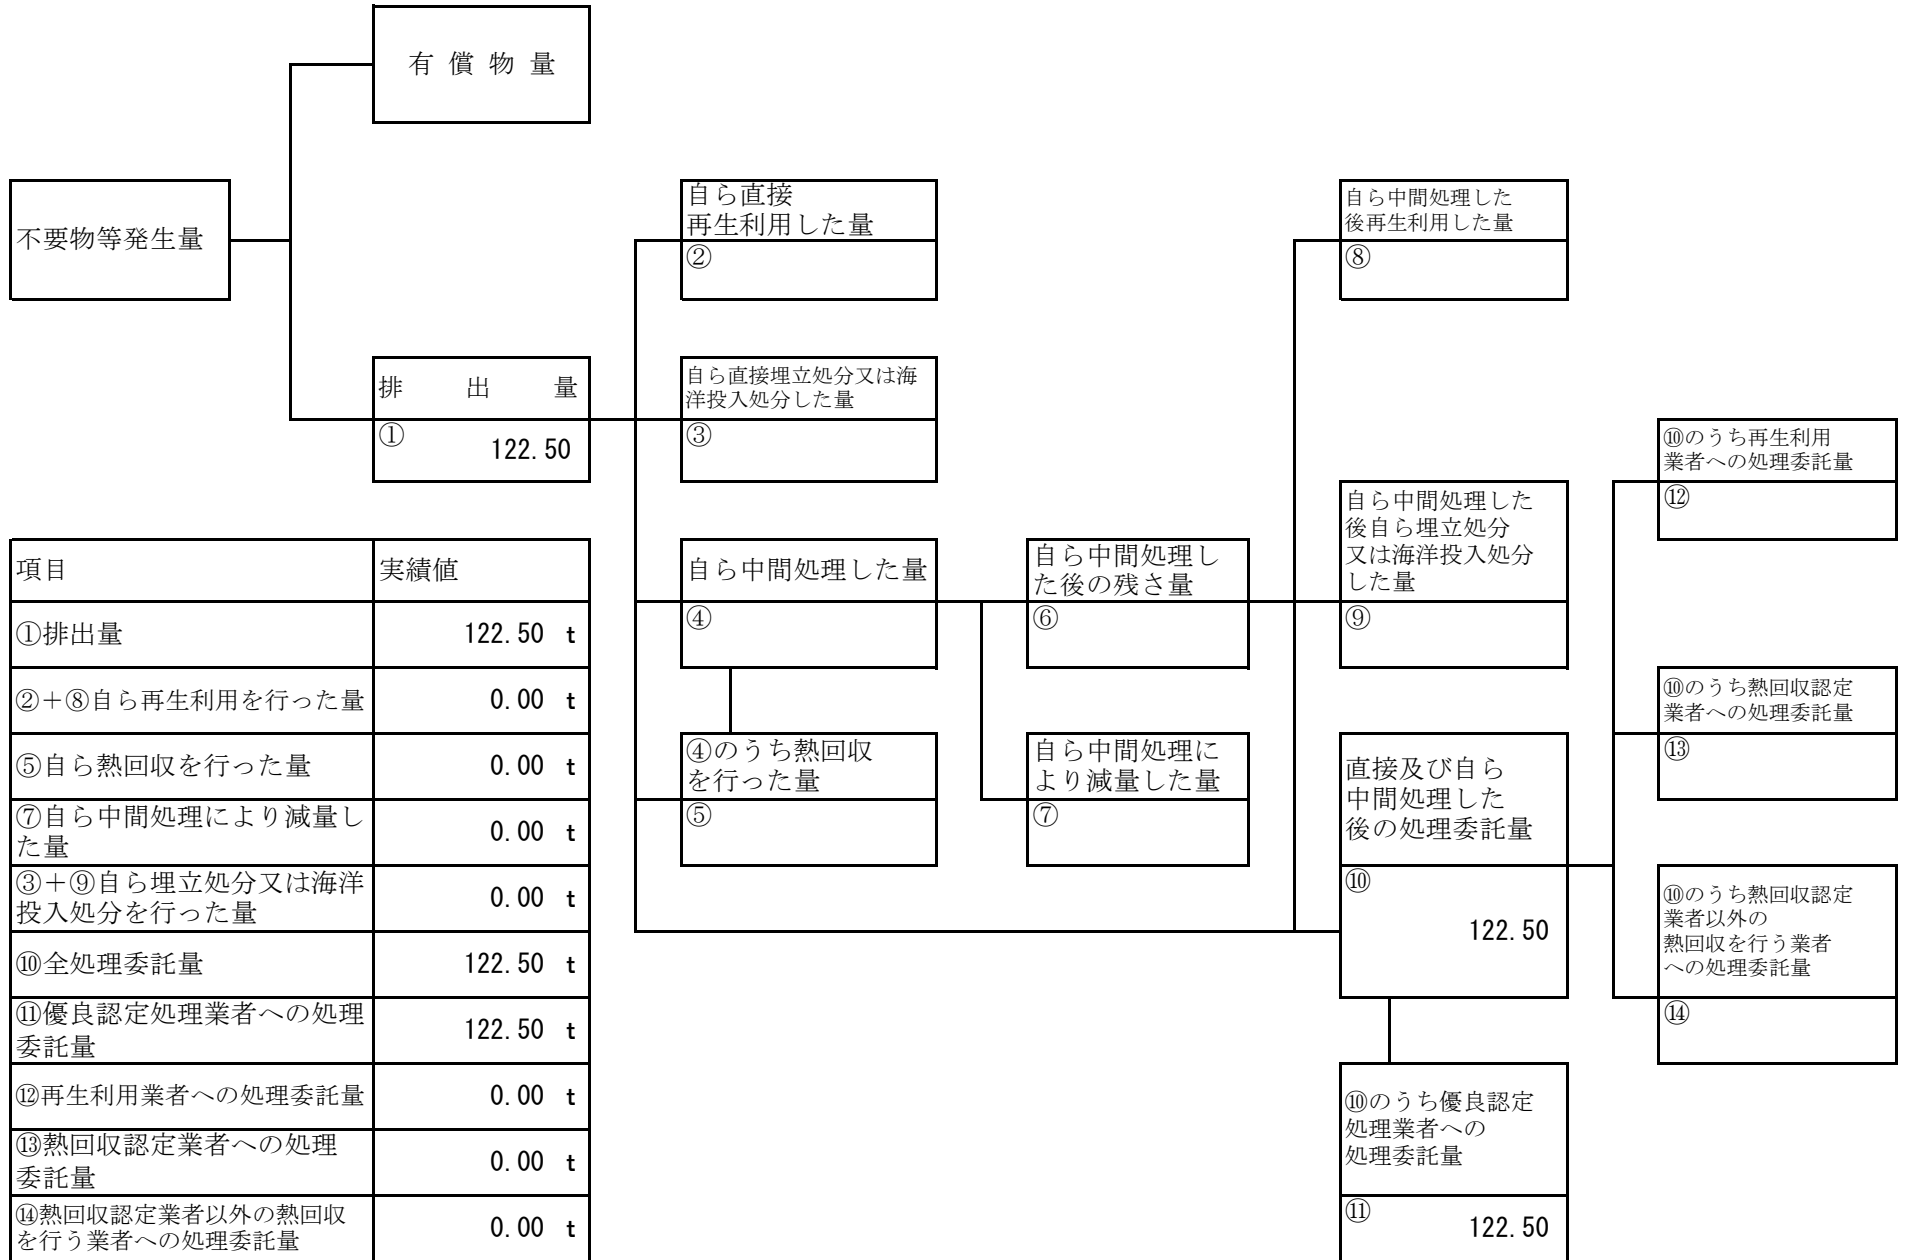 有償物量
不要物等発生量
自ら直接
再生利用した量
②
自ら中間処理した
後再生利用した量
⑧
排出量
①
122.50
自ら直接埋立処分又は海
洋投入処分した量
③
⑩のうち再生利用
業者への処理委託量
⑫
自ら中間処理した
後自ら埋立処分
又は海洋投入処分
した量
⑨
自ら中間処理した量
④
自ら中間処理し
た後の残さ量
⑥
④のうち熱回収
を行った量
⑤
自ら中間処理に
より減量した量
⑦
⑩のうち熱回収認定
業者への処理委託量
⑬
直接及び自ら
中間処理した
後の処理委託量
⑩
122.50
⑩のうち熱回収認定
業者以外の
熱回収を行う業者
への処理委託量
⑭
⑩のうち優良認定
処理業者への
処理委託量
⑪
122.50
項目 実績値
①排出量 122.50 t
②+⑧自ら再生利用を行った量 0.00 t
⑤自ら熱回収を行った量 0.00 t
⑦自ら中間処理により減量し
た量 0.00 t
③+⑨自ら埋立処分又は海洋
投入処分を行った量 0.00 t
⑩全処理委託量 122.50 t
⑪優良認定処理業者への処理
委託量 122.50 t
⑫再生利用業者への処理委託量 0.00 t
⑬熱回収認定業者への処理
委託量 0.00 t
⑭熱回収認定業者以外の熱回収
を行う業者への処理委託量 0.00 t